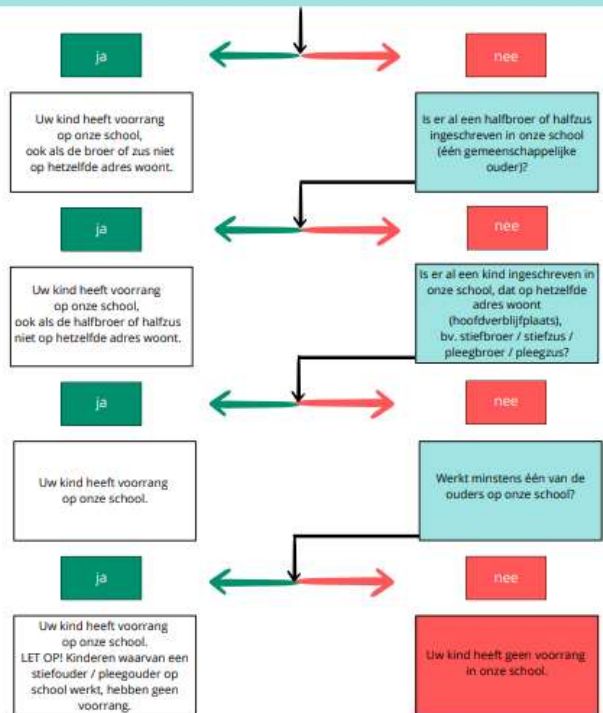 ja
nee
Uw kind heeft voorrang
op onze school,
ook als de broer of zus niet
op hetzelfde adres woont.
Is er al een halfbroer of halfzus
ingeschreven in onze school
(één gemeenschappelijke
ouder)?
ja
nee
Uw kind heeft voorrang
op onze school,
ook als de halfbroer of halfzus
niet op hetzelfde adres woont.
Is er al een kind ingeschreven in
onze school, dat op hetzelfde
adres woont
(hoofdverblijfplaats),
bv. stiefbroer / stiefzus /
pleegbroer / pleegzus?
ja
nee
Uw kind heeft voorrang
op onze school.
Werkt minstens één van de
ouders op onze school?
ja
nee
Uw kind heeft voorrang
op onze school.
LET OP! Kinderen waarvan een
stiefouder / pleegouder op
school werkt, hebben geen
voorrang.
Uw kind heeft geen voorrang
in onze school.